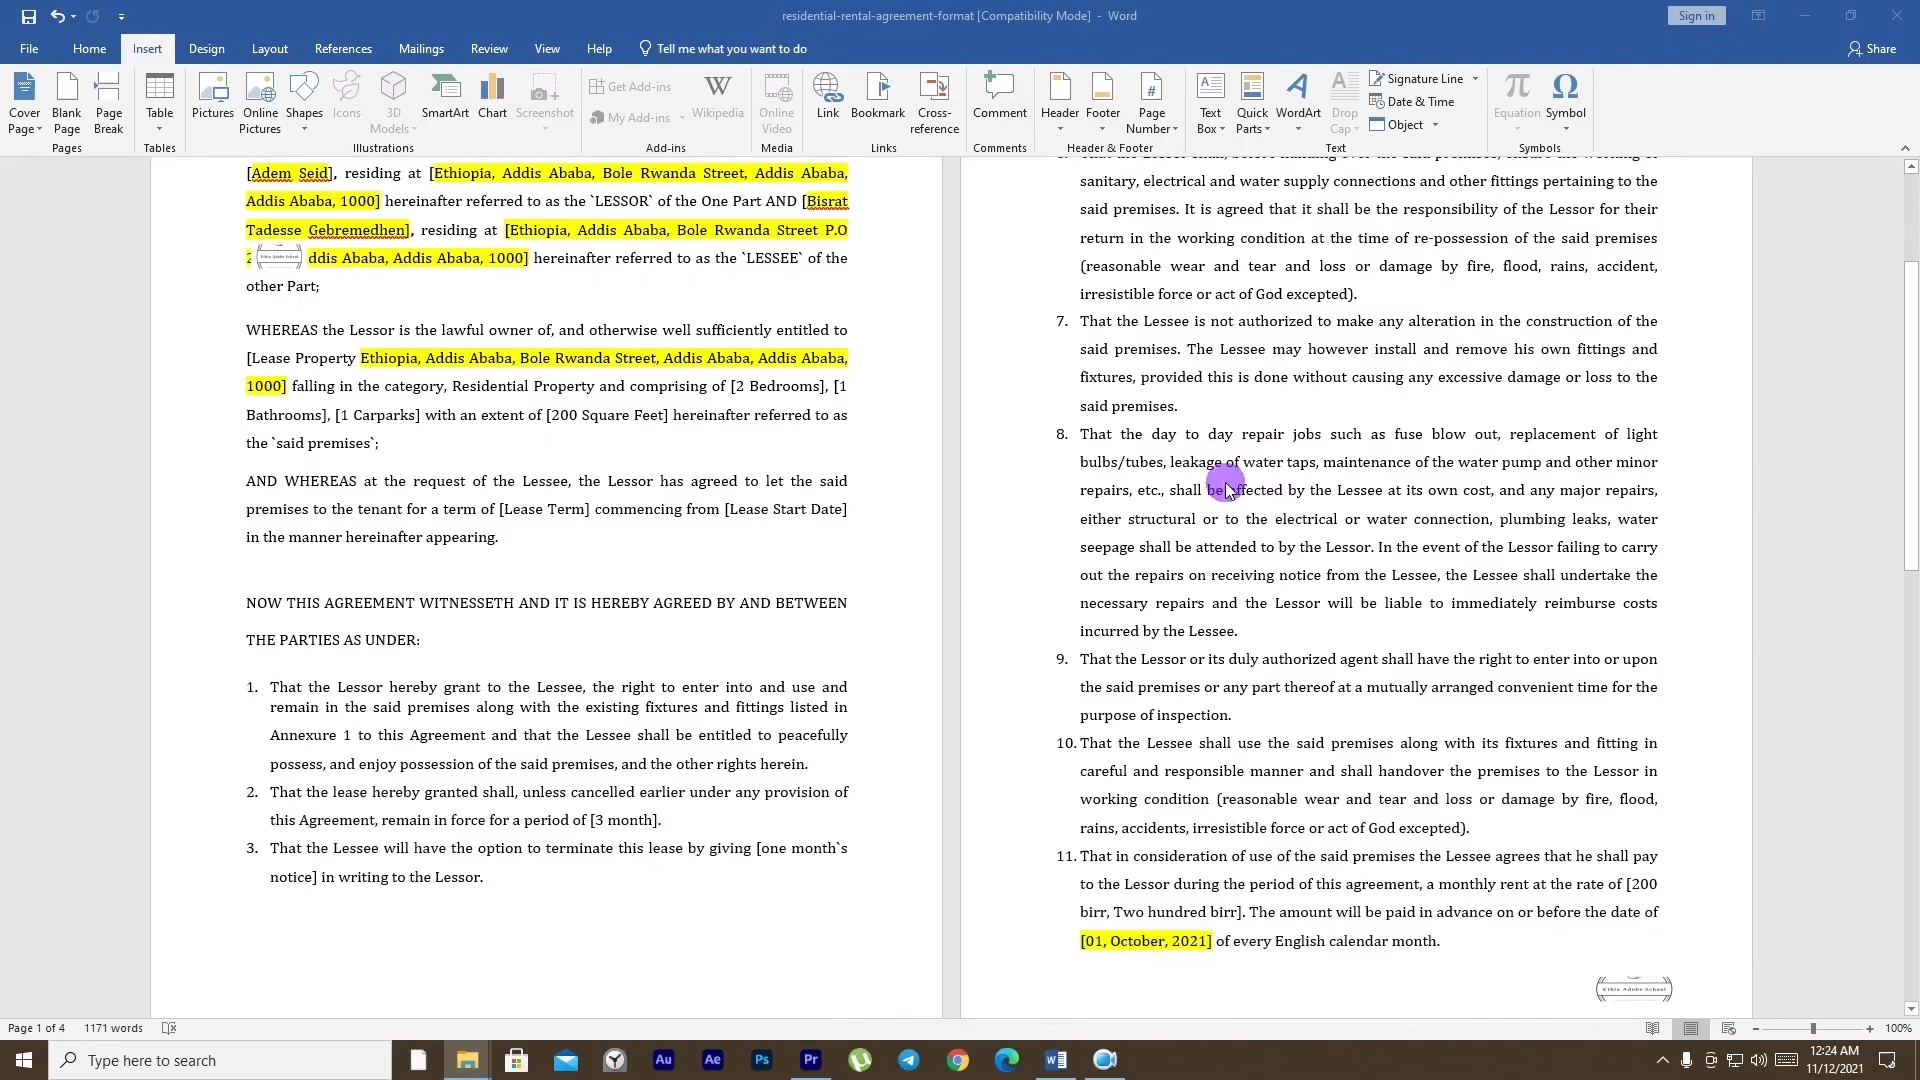 residential-rental-agreement-format [Compatibility Mode] - Word
Sign in
File
Home
Insert
Design
Layout
References
Mailings
Review
View
Help
Tell me what you want to do
Share
Cover Page
Blank Page
Page Break
Table
Pictures
Online Pictures
Shapes
Icons
3D Models
SmartArt
Chart
Screenshot
Get Add-ins
My Add-ins
Wikipedia
Online Video
Link
Bookmark
Cross-reference
Comment
Header
Footer
Page Number
Text Box
Quick Parts
WordArt
Drop Cap
Signature Line
Date & Time
Object
Equation
Symbol
Pages
Tables
Illustrations
Add-ins
Media
Links
Comments
Header & Footer
Text
Symbols
[Adem Seid], residing at [Ethiopia, Addis Ababa, Bole Rwanda Street, Addis Ababa,
Addis Ababa, 1000] hereinafter referred to as the `LESSOR` of the One Part AND [Bisrat
Tadesse Gebremedhen], residing at [Ethiopia, Addis Ababa, Bole Rwanda Street P.O
ddis Ababa, Addis Ababa, 1000] hereinafter referred to as the `LESSEE` of the
other Part;
WHEREAS the Lessor is the lawful owner of, and otherwise well sufficiently entitled to
[Lease Property Ethiopia, Addis Ababa, Bole Rwanda Street, Addis Ababa, Addis Ababa,
1000] falling in the category, Residential Property and comprising of [2 Bedrooms], [1
Bathrooms], [1 Carparks] with an extent of [200 Square Feet] hereinafter referred to as
the `said premises`;
AND WHEREAS at the request of the Lessee, the Lessor has agreed to let the said
premises to the tenant for a term of [Lease Term] commencing from [Lease Start Date]
in the manner hereinafter appearing.
NOW THIS AGREEMENT WITNESSETH AND IT IS HEREBY AGREED BY AND BETWEEN
THE PARTIES AS UNDER:
1. That the Lessor hereby grant to the Lessee, the right to enter into and use and
remain in the said premises along with the existing fixtures and fittings listed in
Annexure 1 to this Agreement and that the Lessee shall be entitled to peacefully
possess, and enjoy possession of the said premises, and the other rights herein.
2. That the lease hereby granted shall, unless cancelled earlier under any provision of
this Agreement, remain in force for a period of [3 month].
3. That the Lessee will have the option to terminate this lease by giving [one month`s
notice] in writing to the Lessor.
sanitary, electrical and water supply connections and other fittings pertaining to the
said premises. It is agreed that it shall be the responsibility of the Lessor for their
return in the working condition at the time of re-possession of the said premises
(reasonable wear and tear and loss or damage by fire, flood, rains, accident,
irresistible force or act of God excepted).
7. That the Lessee is not authorized to make any alteration in the construction of the
said premises. The Lessee may however install and remove his own fittings and
fixtures, provided this is done without causing any excessive damage or loss to the
said premises.
8. That the day to day repair jobs such as fuse blow out, replacement of light
bulbs/tubes, leakage of water taps, maintenance of the water pump and other minor
repairs, etc., shall be effected by the Lessee at its own cost, and any major repairs,
either structural or to the electrical or water connection, plumbing leaks, water
seepage shall be attended to by the Lessor. In the event of the Lessor failing to carry
out the repairs on receiving notice from the Lessee, the Lessee shall undertake the
necessary repairs and the Lessor will be liable to immediately reimburse costs
incurred by the Lessee.
9. That the Lessor or its duly authorized agent shall have the right to enter into or upon
the said premises or any part thereof at a mutually arranged convenient time for the
purpose of inspection.
10. That the Lessee shall use the said premises along with its fixtures and fitting in
careful and responsible manner and shall handover the premises to the Lessor in
working condition (reasonable wear and tear and loss or damage by fire, flood,
rains, accidents, irresistible force or act of God excepted).
11. That in consideration of use of the said premises the Lessee agrees that he shall pay
to the Lessor during the period of this agreement, a monthly rent at the rate of [200
birr, Two hundred birr]. The amount will be paid in advance on or before the date of
[01, October, 2021] of every English calendar month.
Ethio Adobe School
Page 1 of 4
1171 words
100%
Type here to search
Au
Ae
Ps
Pr
12:24 AM
11/12/2021